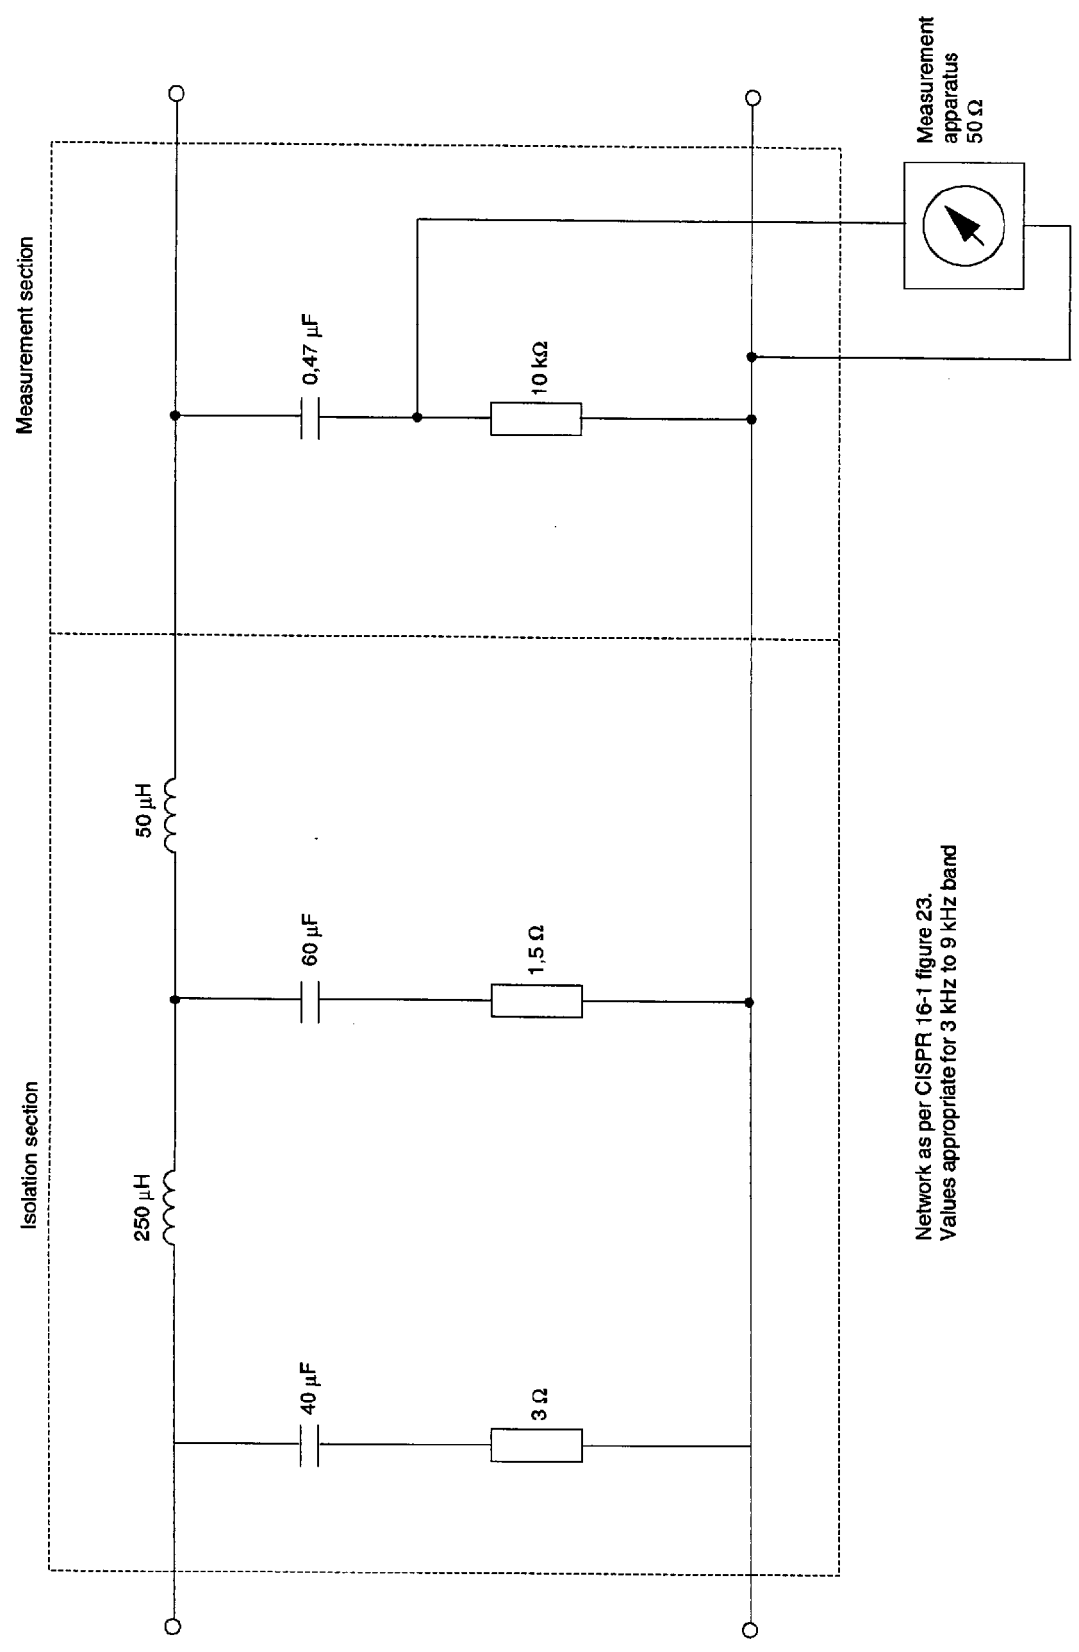 Isolation section
Measurement section
250 µH
50 µH
40 µF
60 µF
0,47 µF
3 Ω
1,5 Ω
10 kΩ
Measurement
apparatus
50 Ω
Network as per CISPR 16-1 figure 23.
Values appropriate for 3 kHz to 9 kHz band